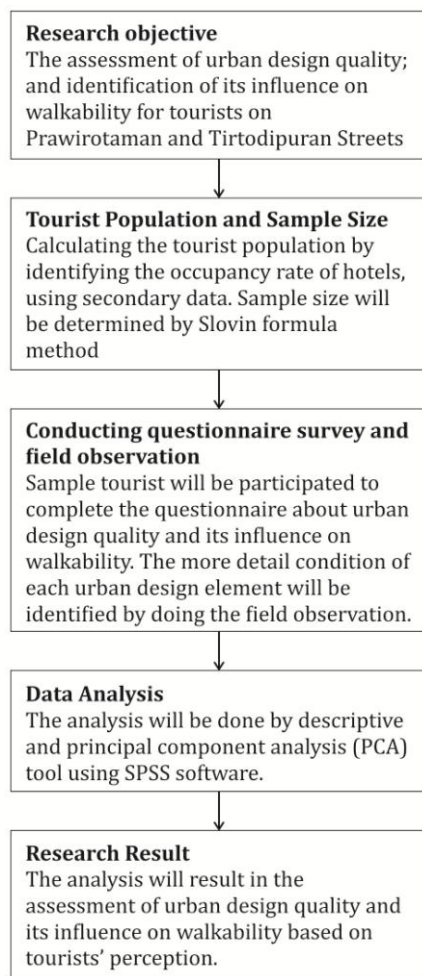 Research objective
The assessment of urban design quality;
and identification of its influence on
walkability for tourists on
Prawirotaman and Tirtodipuran Streets
Tourist Population and Sample Size
Calculating the tourist population by
identifying the occupancy rate of hotels,
using secondary data. Sample size will
be determined by Slovin formula
method
Conducting questionnaire survey and
field observation
Sample tourist will be participated to
complete the questionnaire about urban
design quality and its influence on
walkability. The more detail condition of
each urban design element will be
identified by doing the field observation.
Data Analysis
The analysis will be done by descriptive
and principal component analysis (PCA)
tool using SPSS software.
Research Result
The analysis will result in the
assessment of urban design quality and
its influence on walkability based on
tourists’ perception.